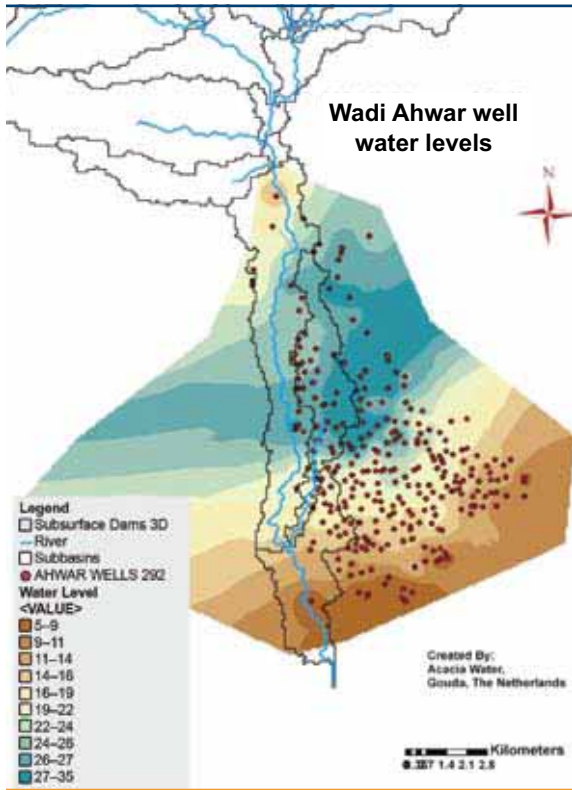 Wadi Ahwar well
water levels
N
Legend
Subsurface Dams 3D
River
Subbasins
AHWAR WELLS 292
Water Level
<VALUE>
5–9
9–11
11–14
14–16
16–19
19–22
22–24
24–26
26–27
27–35
Created By:
Acacia Water,
Gouda, The Netherlands
Kilometers
1.4 2.1 2.8